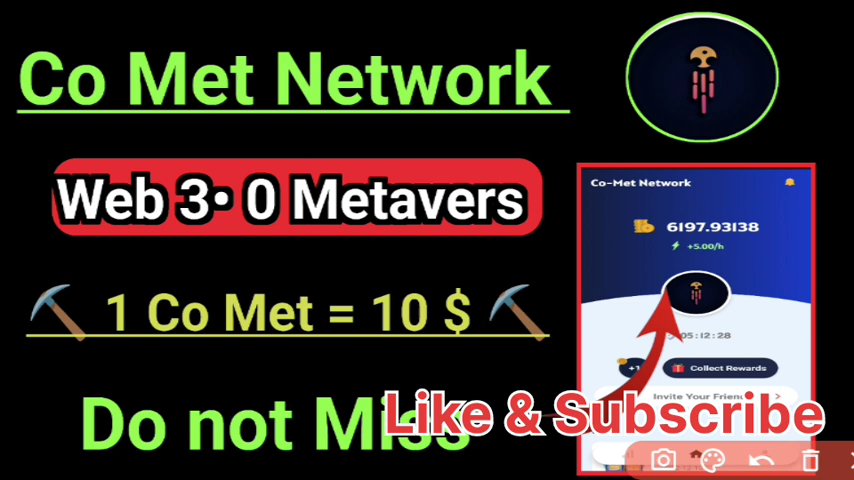 Co Met Network
Web 3• 0 Metavers
1 Co Met = 10 $
Do not Miss
Like & Subscribe
Co-Met Network
6197.93138
+5.00/h
05:12:28
Collect Rewards
Invite Your Frien